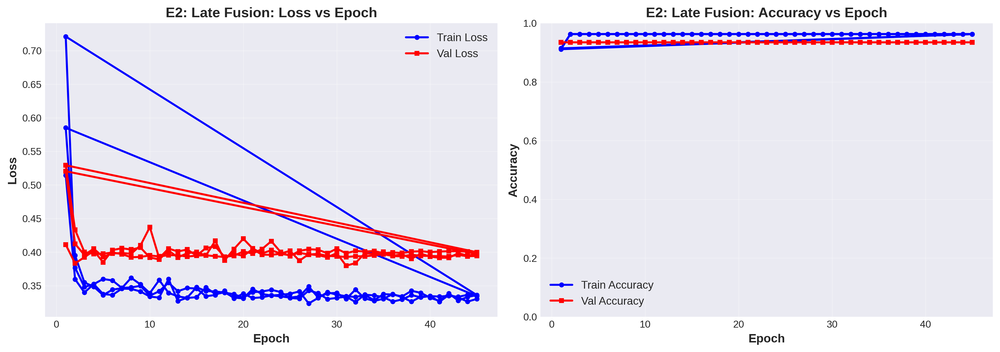 E2: Late Fusion: Loss vs Epoch
Train Loss
Val Loss
0.70
0.65
0.60
0.55
0.50
0.45
0.40
0.35
Loss
0 10 20 30 40
Epoch
E2: Late Fusion: Accuracy vs Epoch
1.0
0.8
0.6
0.4
0.2
0.0
Accuracy
Train Accuracy
Val Accuracy
0 10 20 30 40
Epoch